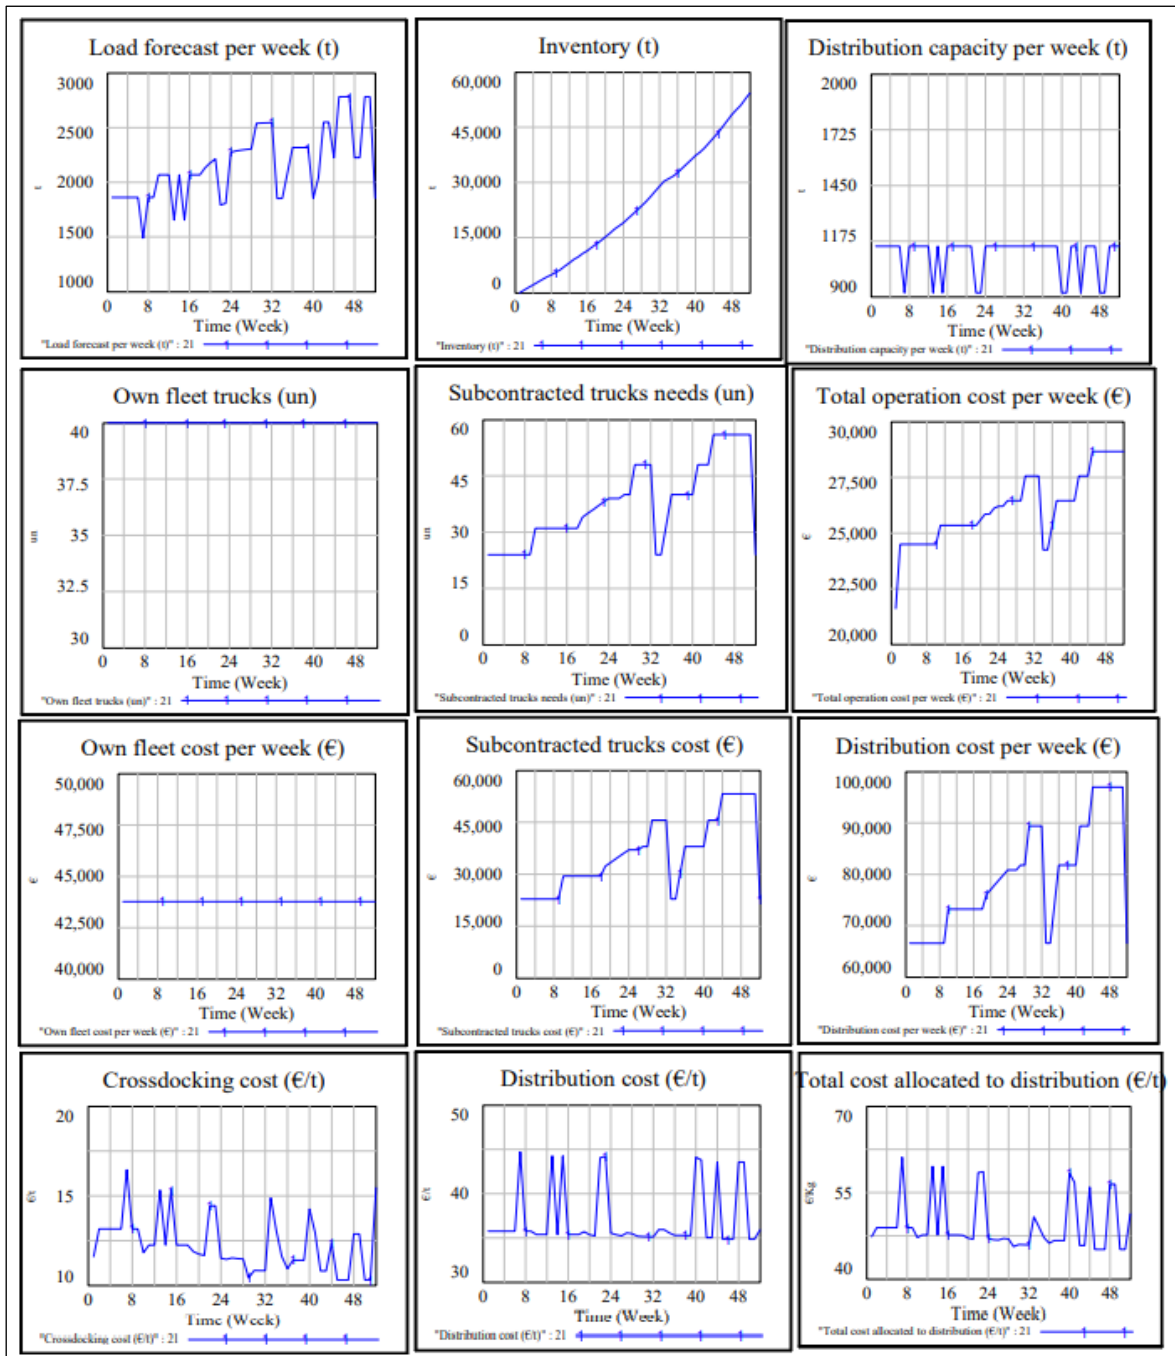 Load forecast per week (t)
3000
2500
2000
1500
1000
t
0 8 16 24 32 40 48
Time (Week)
"Load forecast per week (t)" : 21
Inventory (t)
60,000
45,000
30,000
15,000
0
t
0 8 16 24 32 40 48
Time (Week)
"Inventory (t)" : 21
Distribution capacity per week (t)
2000
1725
1450
1175
900
t
0 8 16 24 32 40 48
Time (Week)
"Distribution capacity per week (t)" : 21
Own fleet trucks (un)
40
37.5
35
32.5
30
un
0 8 16 24 32 40 48
Time (Week)
"Own fleet trucks (un)" : 21
Subcontracted trucks needs (un)
60
45
30
15
0
un
0 8 16 24 32 40 48
Time (Week)
"Subcontracted trucks needs (un)" : 21
Total operation cost per week (€)
30,000
27,500
25,000
22,500
20,000
€
0 8 16 24 32 40 48
Time (Week)
"Total operation cost per week (€)" : 21
Own fleet cost per week (€)
50,000
47,500
45,000
42,500
40,000
€
0 8 16 24 32 40 48
Time (Week)
"Own fleet cost per week (€)" : 21
Subcontracted trucks cost (€)
60,000
45,000
30,000
15,000
0
€
0 8 16 24 32 40 48
Time (Week)
"Subcontracted trucks cost (€)" : 21
Distribution cost per week (€)
100,000
90,000
80,000
70,000
60,000
€
0 8 16 24 32 40 48
Time (Week)
"Distribution cost per week (€)" : 21
Crossdocking cost (€/t)
20
15
10
€/t
0 8 16 24 32 40 48
Time (Week)
"Crossdocking cost (€/t)" : 21
Distribution cost (€/t)
50
40
30
€/t
0 8 16 24 32 40 48
Time (Week)
"Distribution cost (€/t)" : 21
Total cost allocated to distribution (€/t)
70
55
40
€/Kg
0 8 16 24 32 40 48
Time (Week)
"Total cost allocated to distribution (€/t)" : 21